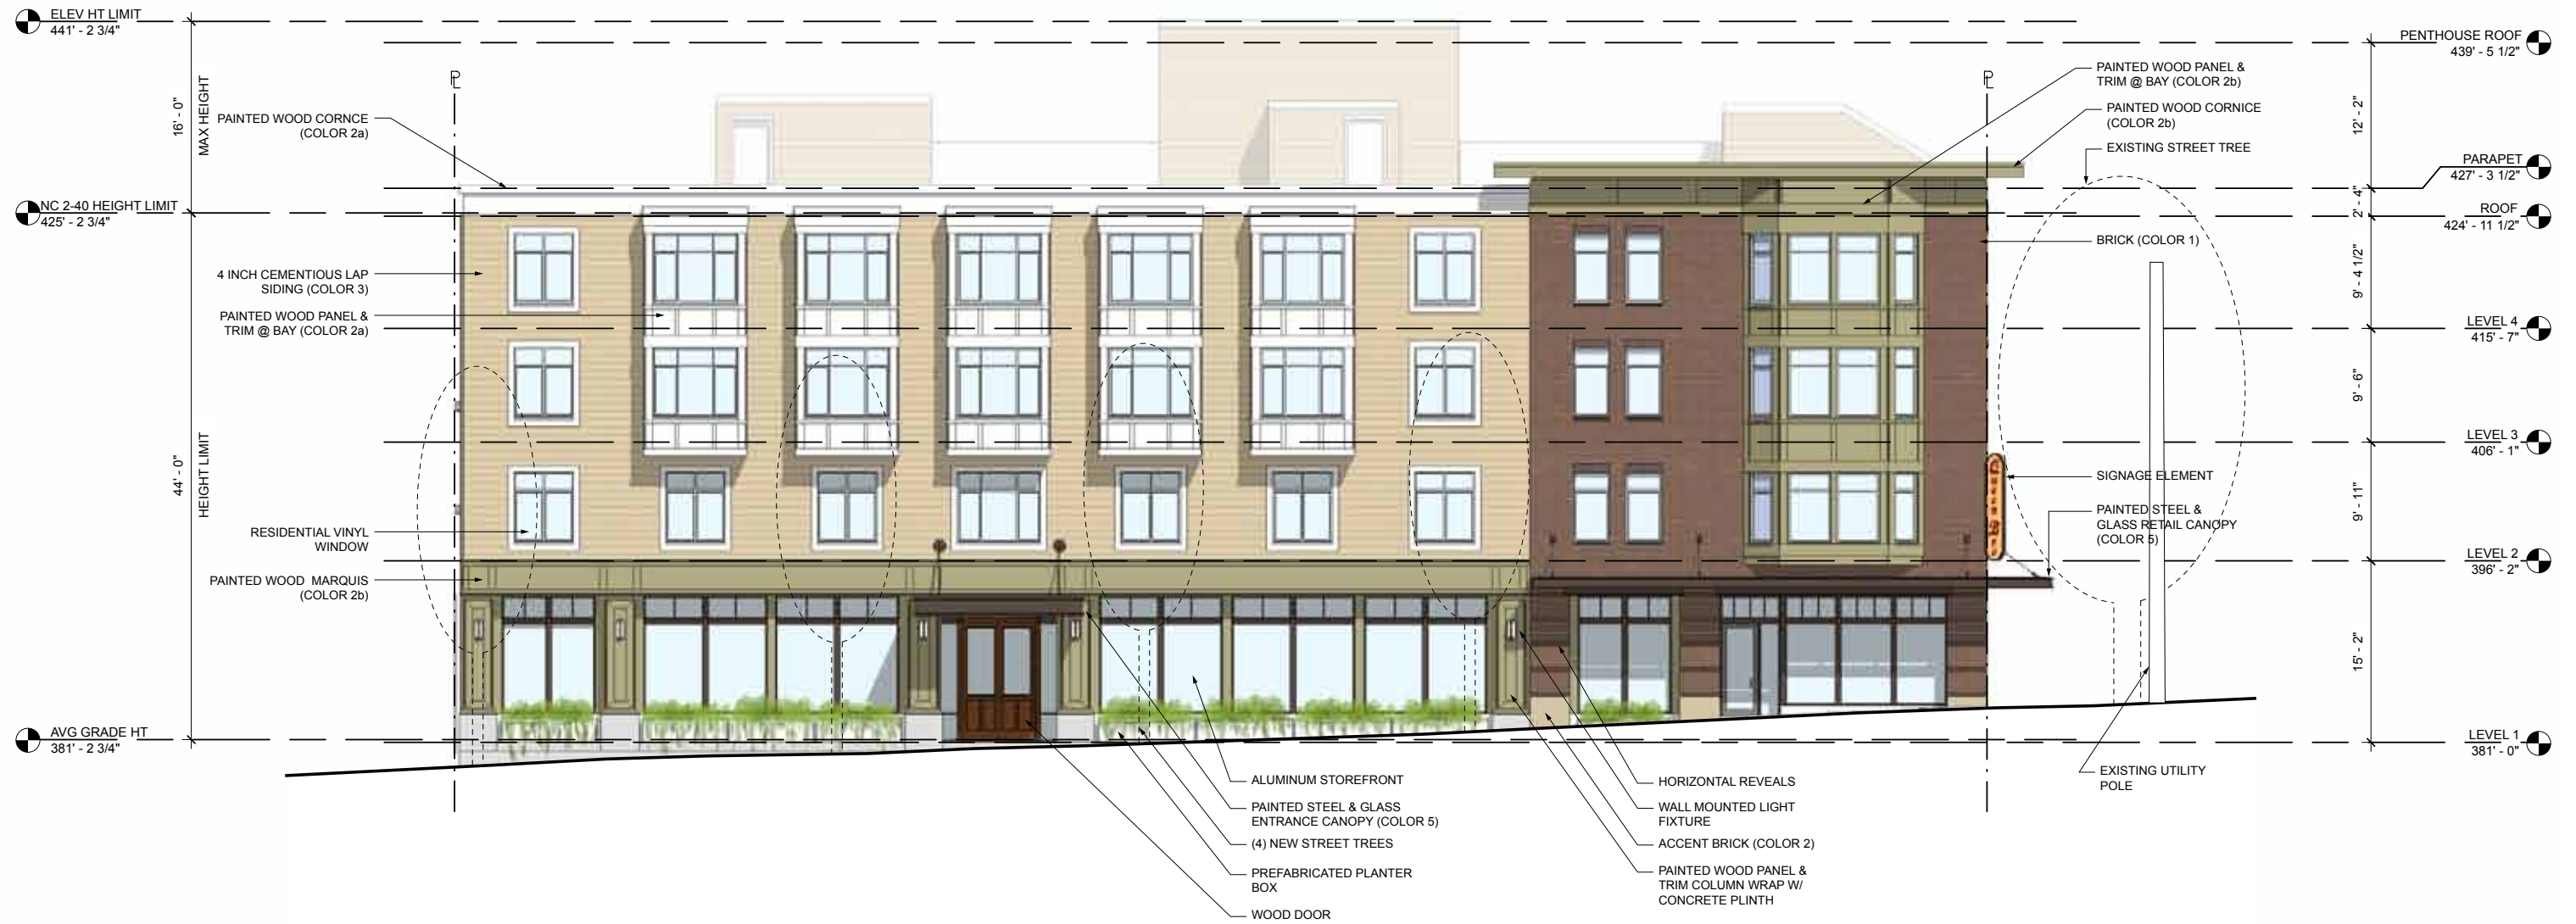 ELEV HT LIMIT
441' - 2 3/4"
16' - 0"
MAX HEIGHT
NC 2-40 HEIGHT LIMIT
425' - 2 3/4"
44' - 0"
HEIGHT LIMIT
AVG GRADE HT
381' - 2 3/4"
PL
PAINTED WOOD CORNCE
(COLOR 2a)
4 INCH CEMENTIOUS LAP
SIDING (COLOR 3)
PAINTED WOOD PANEL &
TRIM @ BAY (COLOR 2a)
RESIDENTIAL VINYL
WINDOW
PAINTED WOOD MARQUIS
(COLOR 2b)
ALUMINUM STOREFRONT
PAINTED STEEL & GLASS
ENTRANCE CANOPY (COLOR 5)
(4) NEW STREET TREES
PREFABRICATED PLANTER
BOX
WOOD DOOR
HORIZONTAL REVEALS
WALL MOUNTED LIGHT
FIXTURE
ACCENT BRICK (COLOR 2)
PAINTED WOOD PANEL &
TRIM COLUMN WRAP W/
CONCRETE PLINTH
PL
PAINTED WOOD PANEL &
TRIM @ BAY (COLOR 2b)
PAINTED WOOD CORNICE
(COLOR 2b)
EXISTING STREET TREE
BRICK (COLOR 1)
SIGNAGE ELEMENT
PAINTED STEEL &
GLASS RETAIL CANOPY
(COLOR 5)
EXISTING UTILITY
POLE
12' - 2"
2' - 4"
9' - 4 1/2"
9' - 6"
9' - 11"
15' - 2"
PENTHOUSE ROOF
439' - 5 1/2"
PARAPET
427' - 3 1/2"
ROOF
424' - 11 1/2"
LEVEL 4
415' - 7"
LEVEL 3
406' - 1"
LEVEL 2
396' - 2"
LEVEL 1
381' - 0"